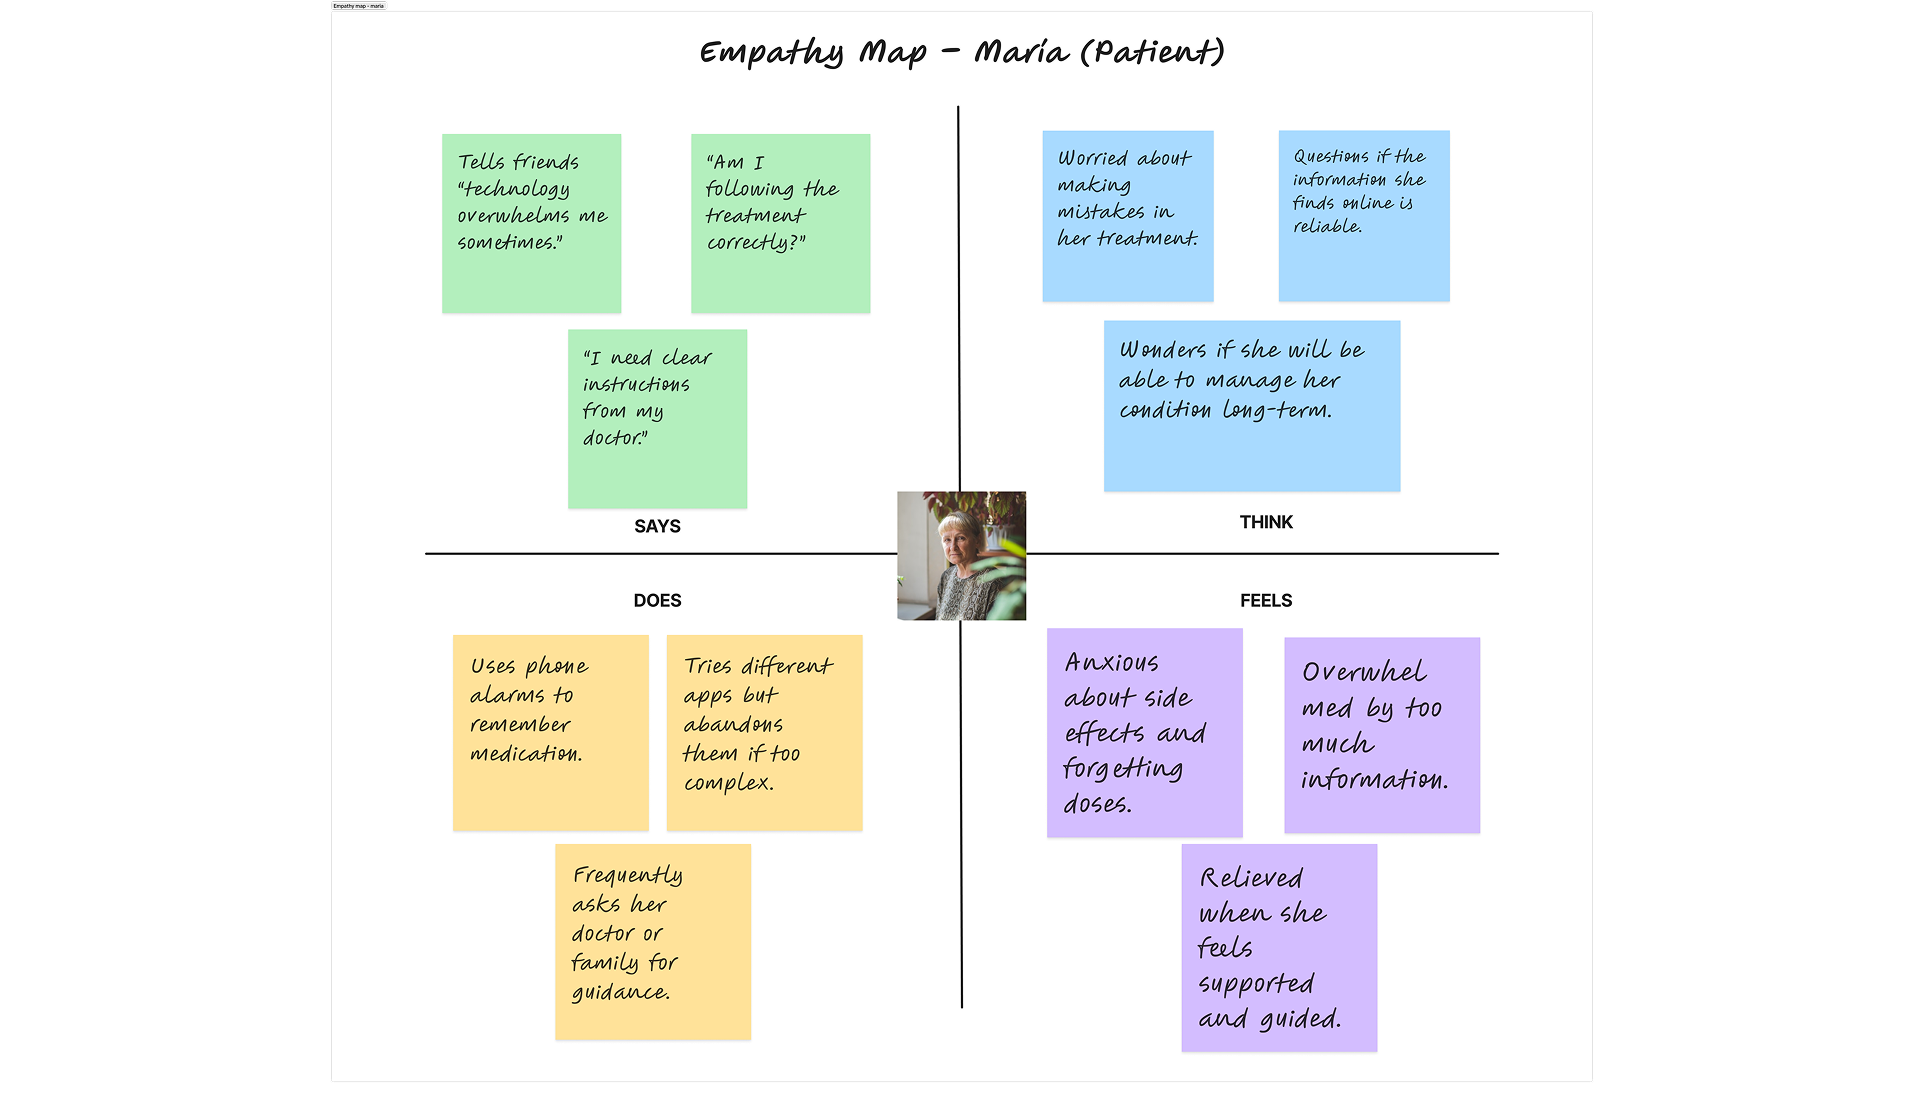 Empathy map - maria
Empathy Map - María (Patient)
Tells friends
"technology
overwhelms me
sometimes."
"Am I
following the
treatment
correctly?"
"I need clear
instructions
from my
doctor."
SAYS
Worried about
making
mistakes in
her treatment.
Questions if the
information she
finds online is
reliable.
Wonders if she will be
able to manage her
condition long-term.
THINK
DOES
Uses phone
alarms to
remember
medication.
Tries different
apps but
abandons
them if too
complex.
Frequently
asks her
doctor or
family for
guidance.
FEELS
Anxious
about side
effects and
forgetting
doses.
Overwhel
med by too
much
information.
Relieved
when she
feels
supported
and guided.